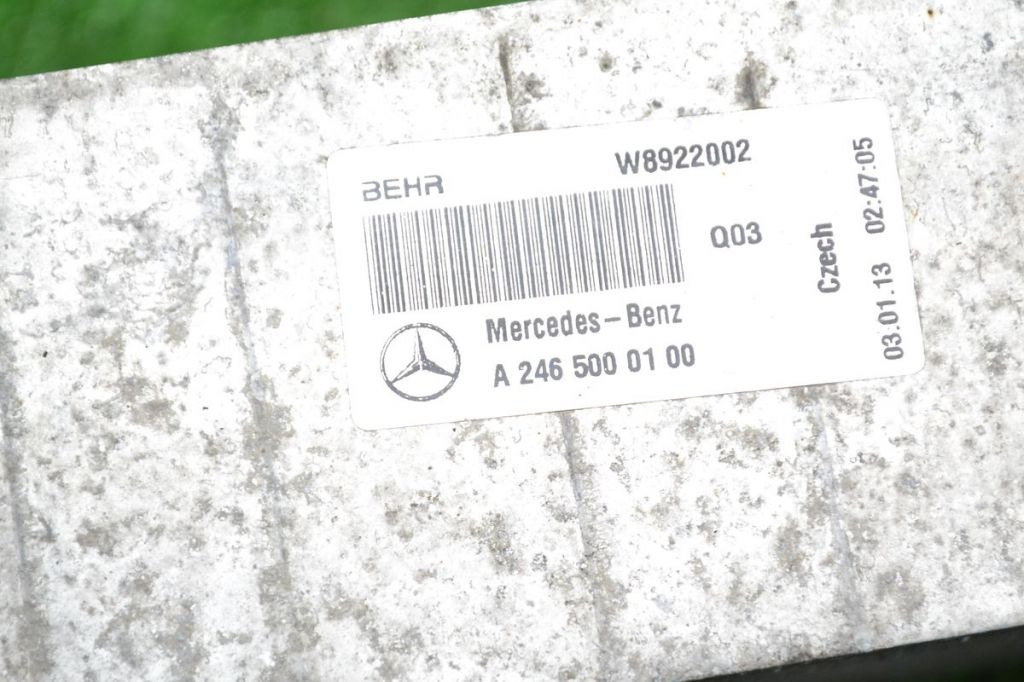 BEHR
W8922002
Q03
Mercedes-Benz
A 246 500 01 00
Czech
03.01.13 02:47:05